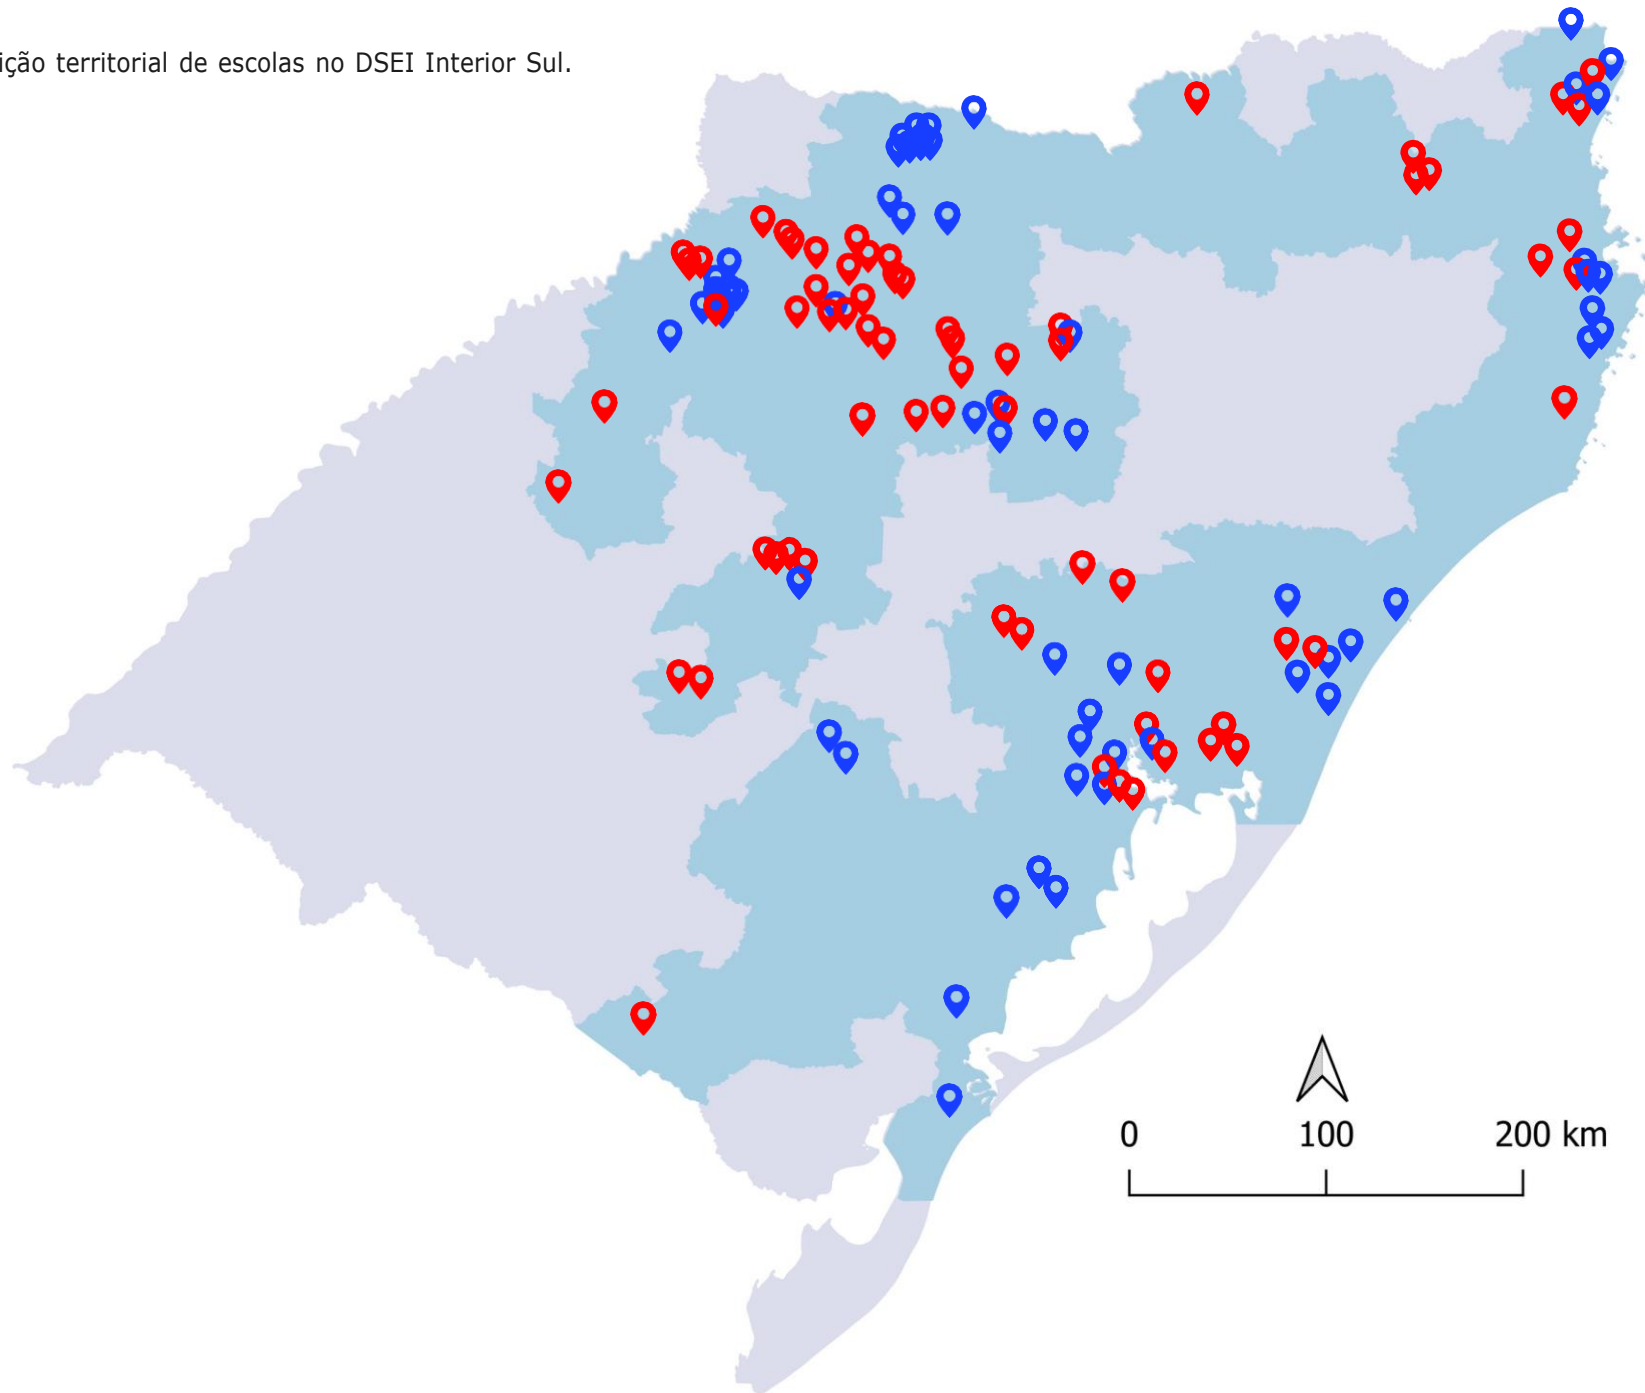 ição territorial de escolas no DSEI Interior Sul.
0 100 200 km